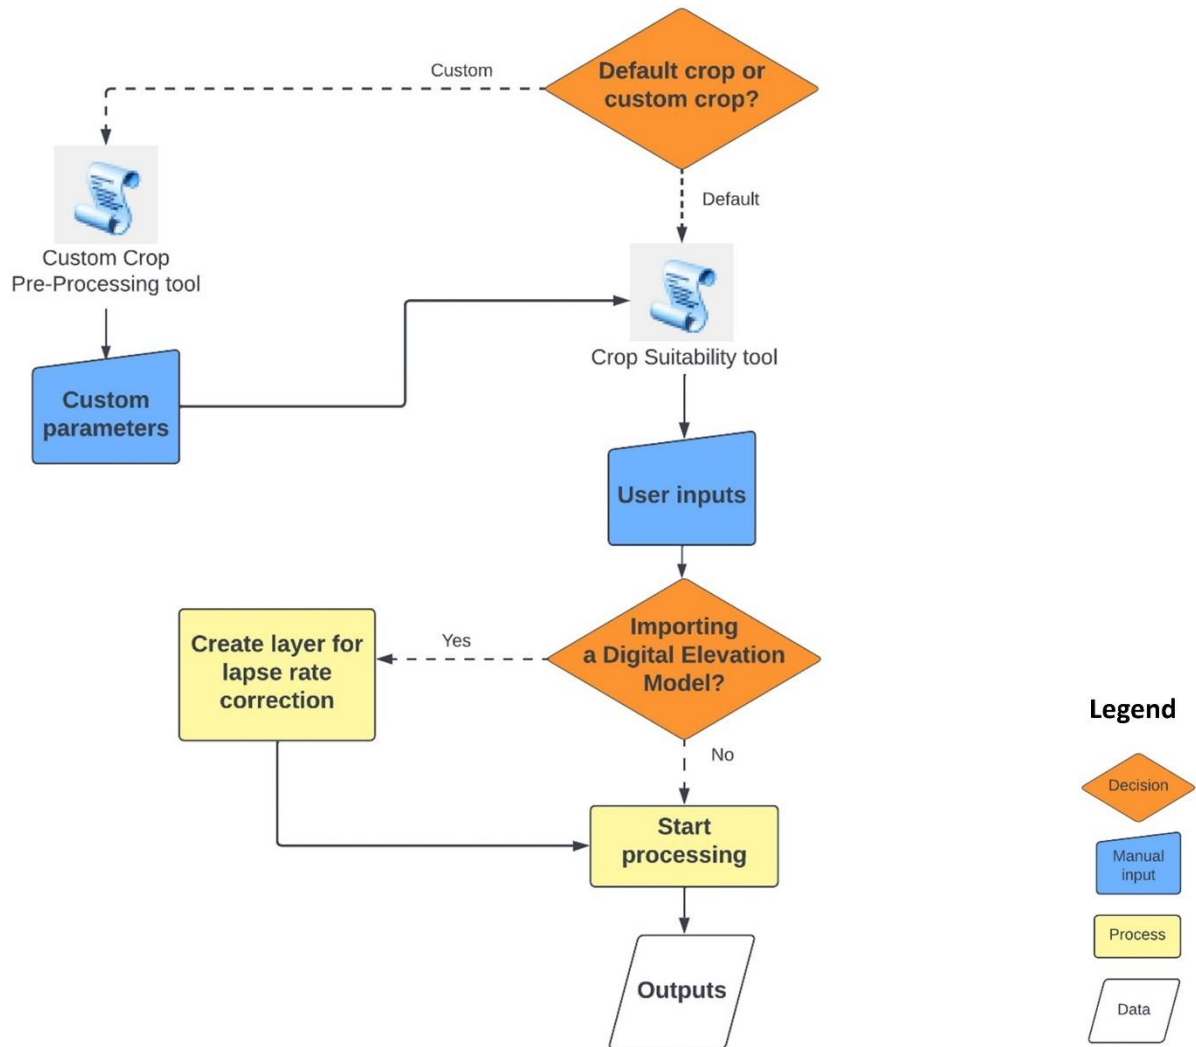 Default crop or
custom crop?
Custom
Default
Custom Crop
Pre-Processing tool
Custom
parameters
Crop Suitability tool
User inputs
Importing
a Digital Elevation
Model?
Yes
Create layer for
lapse rate
correction
No
Start
processing
Outputs
Legend
Decision
Manual
input
Process
Data